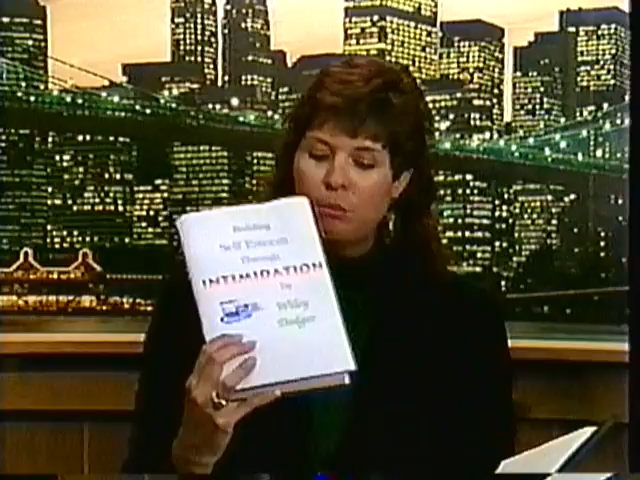 Building
Self Esteem
Through
INTIMIDATION
by
Wiley
Dodger